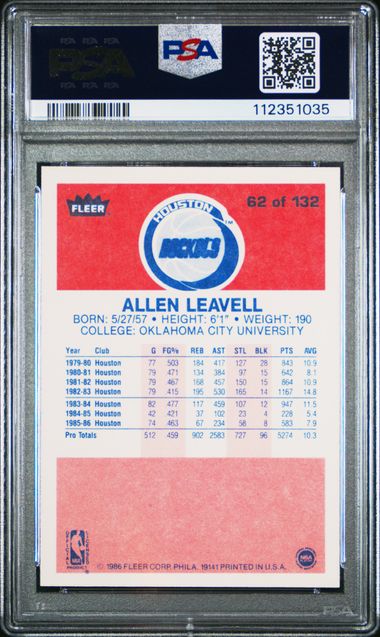 PSA
PSA
112351035
FLEER
HOUSTON
ROCKETS
TM
62 of 132
ALLEN LEAVELL
BORN: 5/27/57 • HEIGHT: 6'1" • WEIGHT: 190
COLLEGE: OKLAHOMA CITY UNIVERSITY
Year Club G FG% REB AST STL BLK PTS AVG
1979-80 Houston 77 503 184 417 127 28 843 10.9
1980-81 Houston 79 471 134 384 97 15 642 8.1
1981-82 Houston 79 467 168 457 150 15 864 10.9
1982-83 Houston 79 415 195 530 165 14 1167 14.8
1983-84 Houston 82 477 117 459 107 12 947 11.5
1984-85 Houston 42 421 37 102 23 4 228 5.4
1985-86 Houston 74 463 67 234 58 8 583 7.9
Pro Totals 512 459 902 2583 727 96 5274 10.3
OFFICIAL LICENSED
NBA
PRODUCT
© 1986 FLEER CORP. PHILA. 19141 PRINTED IN U.S.A.